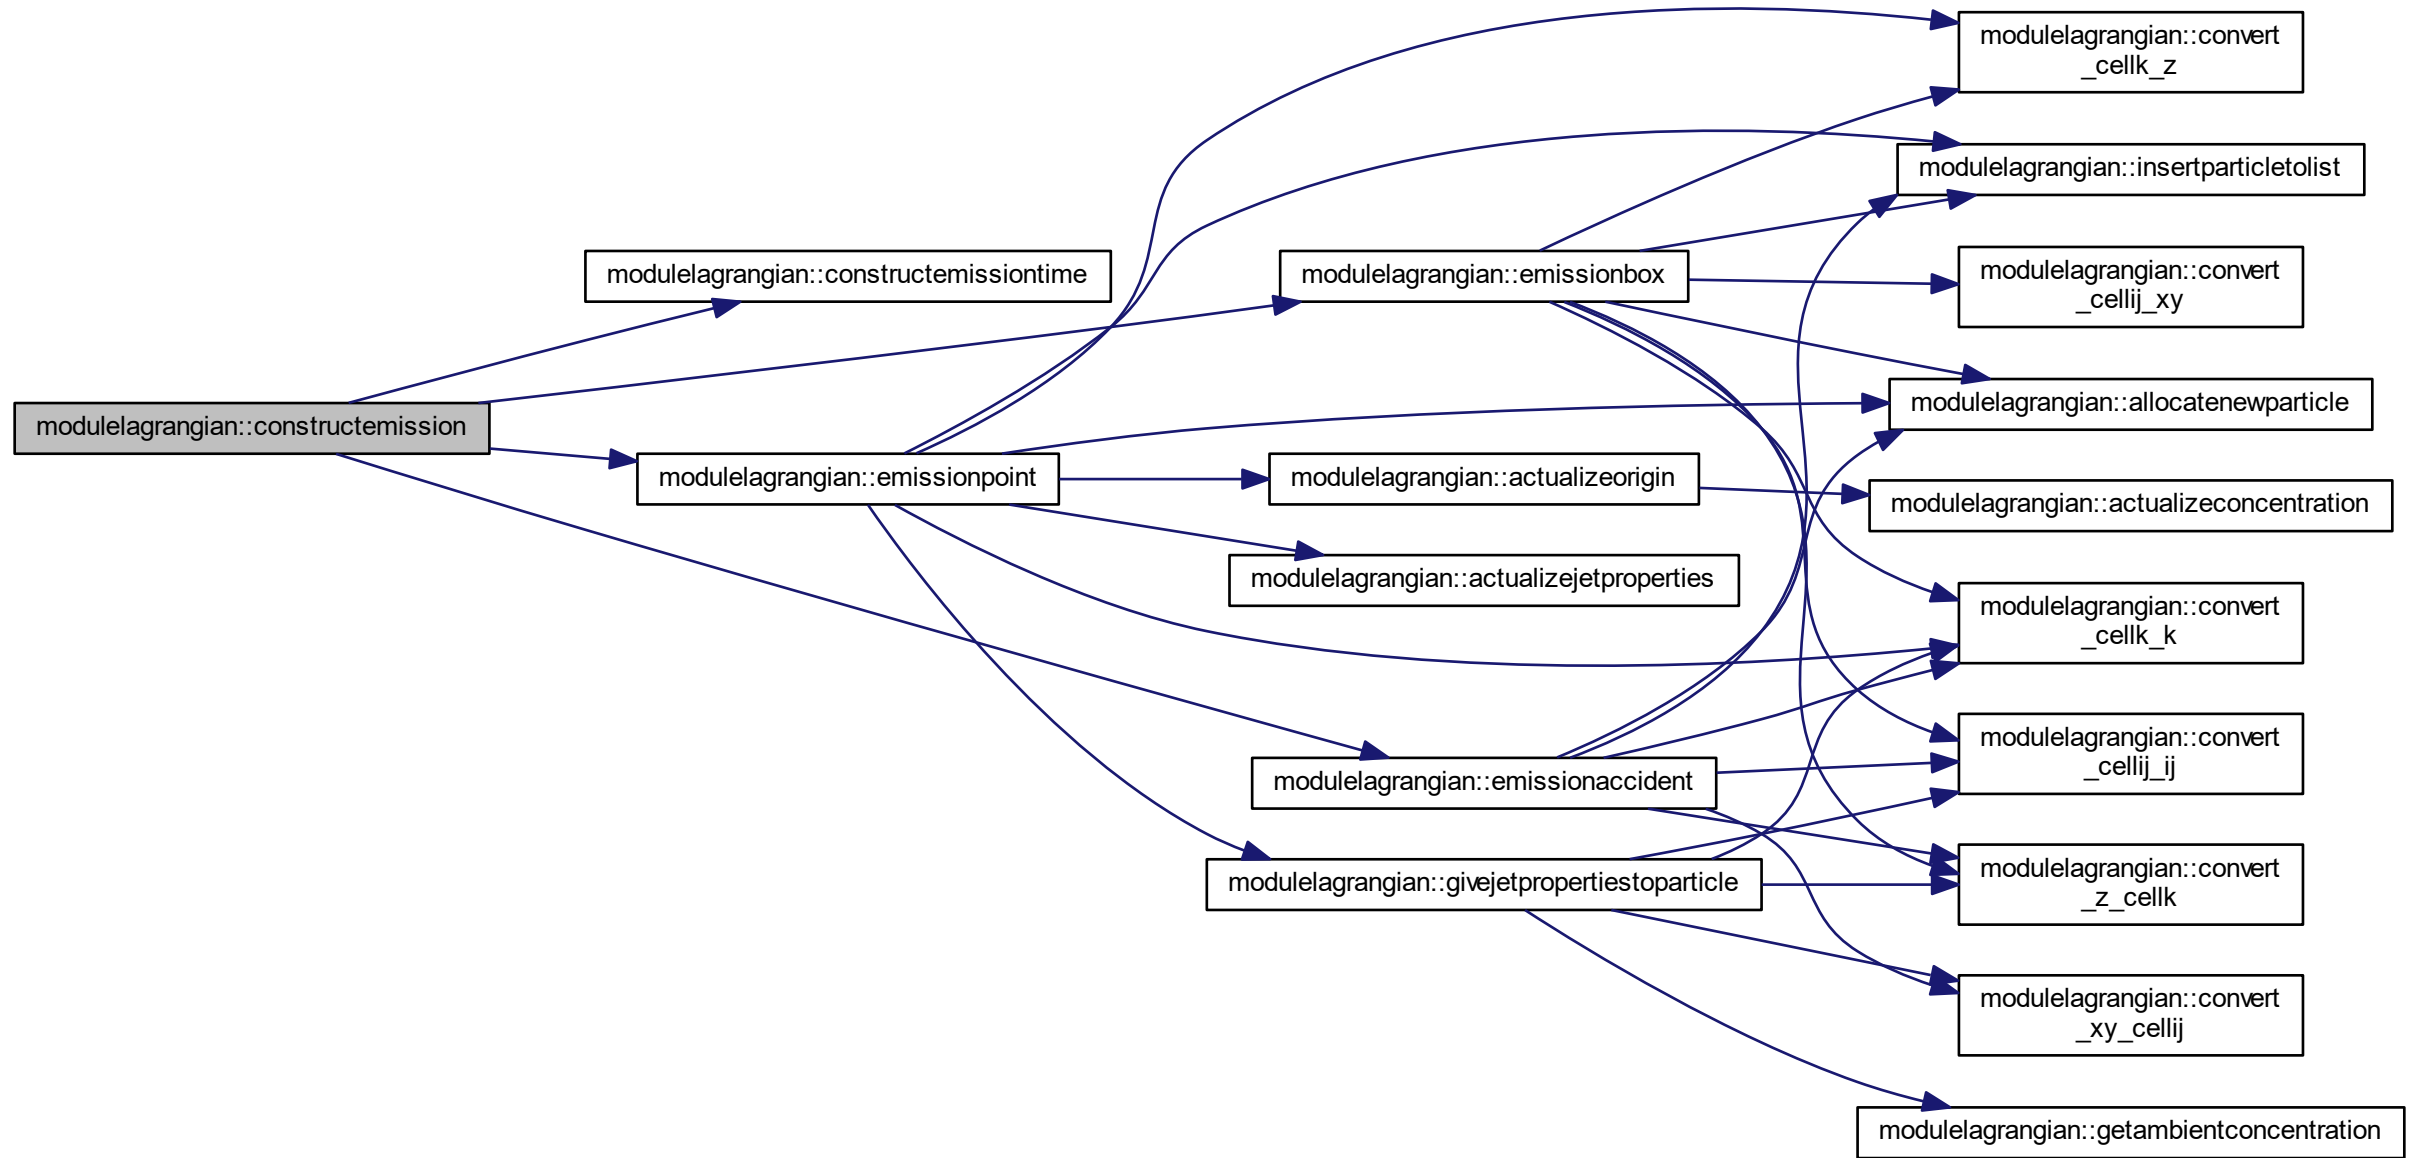 modulelagrangian::convert
_cellk_z
modulelagrangian::insertparticletolist
modulelagrangian::constructemissiontime
modulelagrangian::emissionbox
modulelagrangian::convert
_cellij_xy
modulelagrangian::allocatenewparticle
modulelagrangian::constructemission
modulelagrangian::emissionpoint
modulelagrangian::actualizeorigin
modulelagrangian::actualizeconcentration
modulelagrangian::actualizejetproperties
modulelagrangian::convert
_cellk_k
modulelagrangian::convert
_cellij_ij
modulelagrangian::emissionaccident
modulelagrangian::givejetpropertiestoparticle
modulelagrangian::convert
_z_cellk
modulelagrangian::convert
_xy_cellij
modulelagrangian::getambientconcentration